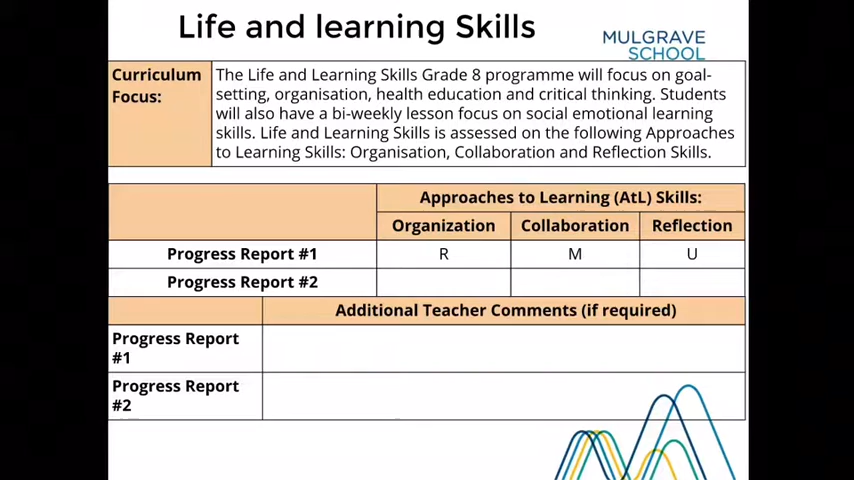 Life and learning Skills
MULGRAVE
SCHOOL
Curriculum
Focus:
The Life and Learning Skills Grade 8 programme will focus on goal-
setting, organisation, health education and critical thinking. Students
will also have a bi-weekly lesson focus on social emotional learning
skills. Life and Learning Skills is assessed on the following Approaches
to Learning Skills: Organisation, Collaboration and Reflection Skills.
Approaches to Learning (AtL) Skills:
Organization Collaboration Reflection
Progress Report #1 R M U
Progress Report #2
Additional Teacher Comments (if required)
Progress Report
#1
Progress Report
#2